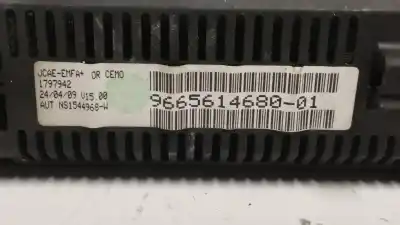 JCAE-EMFA+ OR CEMO
1797942
24/04/09 V15 00
AUT NS1544968-W
9665614680-01